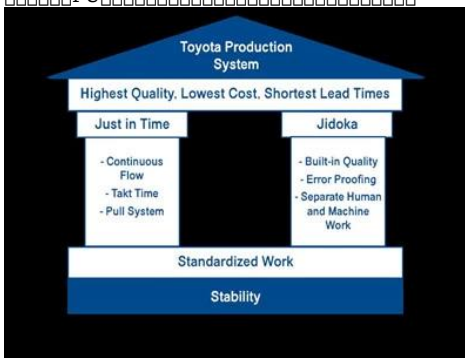 Toyota Production
System
Highest Quality, Lowest Cost, Shortest Lead Times
Just in Time
- Continuous
Flow
- Takt Time
- Pull System
Jidoka
- Built-in Quality
- Error Proofing
- Separate Human
and Machine
Work
Standardized Work
Stability